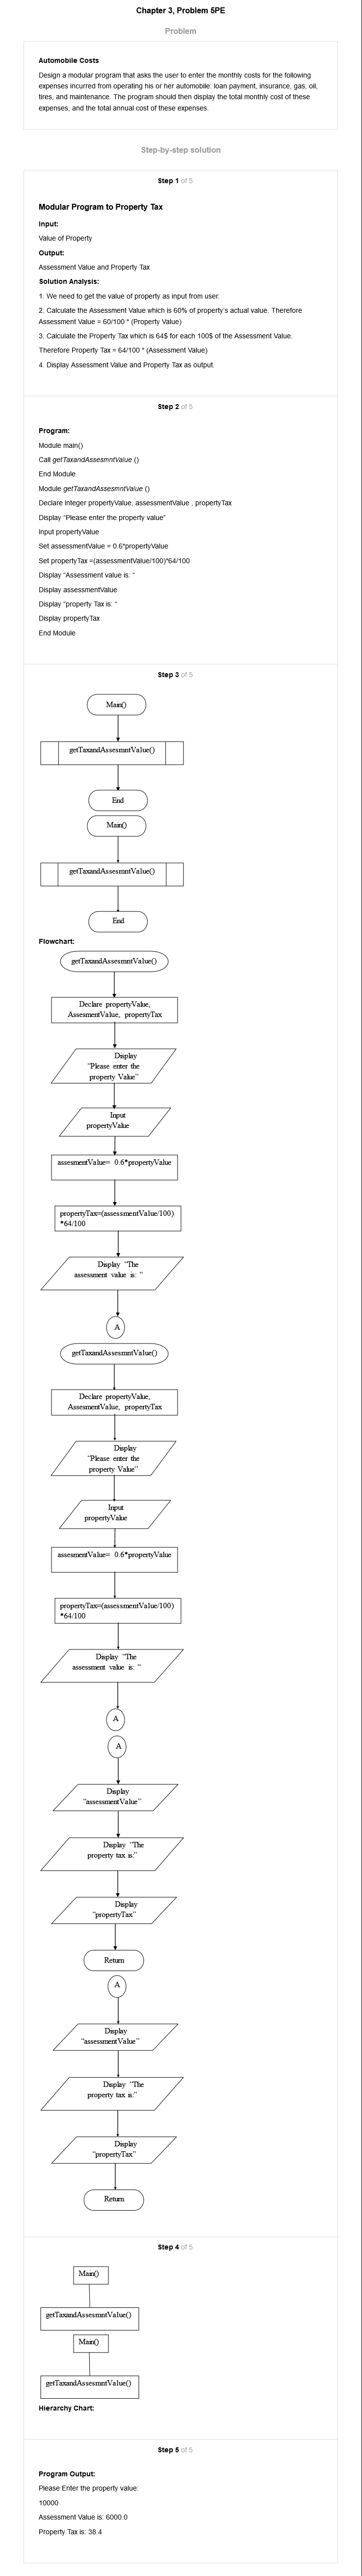 Chapter 3, Problem 5PE
Problem
Automobile Costs
Design a modular program that asks the user to enter the monthly costs for the following
expenses incurred from operating his or her automobile: loan payment, insurance, gas, oil,
tires, and maintenance. The program should then display the total monthly cost of these
expenses, and the total annual cost of these expenses.
Step-by-step solution
Step 1 of 5
Modular Program to Property Tax
Input:
Value of Property
Output:
Assessment Value and Property Tax
Solution Analysis:
1. We need to get the value of property as input from user.
2. Calculate the Assessment Value which is 60% of property's actual value. Therefore
Assessment Value = 60/100 * (Property Value)
3. Calculate the Property Tax which is 64$ for each 100$ of the Assessment Value.
Therefore Property Tax = 64/100 * (Assessment Value)
4. Display Assessment Value and Property Tax as output.
Step 2 of 5
Program:
Module main()
Call getTaxandAssesmntValue ()
End Module
Module getTaxandAssesmntValue ()
Declare Integer propertyValue, assessmentValue , propertyTax
Display "Please enter the property value"
Input propertyValue
Set assessmentValue = 0.6*propertyValue
Set propertyTax =(assessmentValue/100)*64/100
Display "Assessment value is: "
Display assessmentValue
Display "property Tax is: "
Display propertyTax
End Module
Step 3 of 5
Main()
getTaxandAssesmntValue()
End
Main()
getTaxandAssesmntValue()
End
Flowchart:
getTaxandAssesmntValue()
Declare propertyValue,
AssesmentValue, propertyTax
Display
"Please enter the
property Value"
Input
propertyValue
assesmentValue= 0.6*propertyValue
propertyTax=(assessmentValue/100)
*64/100
Display "The
assessment value is: "
A
getTaxandAssesmntValue()
Declare propertyValue,
AssesmentValue, propertyTax
Display
"Please enter the
property Value"
Input
propertyValue
assesmentValue= 0.6*propertyValue
propertyTax=(assessmentValue/100)
*64/100
Display "The
assessment value is: "
A
A
Display
"assessmentValue"
Display "The
property tax is:"
Display
"propertyTax"
Return
A
Display
"assessmentValue"
Display "The
property tax is:"
Display
"propertyTax"
Return
Step 4 of 5
Main()
getTaxandAssesmntValue()
Main()
getTaxandAssesmntValue()
Hierarchy Chart:
Step 5 of 5
Program Output:
Please Enter the property value:
10000
Assessment Value is: 6000.0
Property Tax is: 38.4